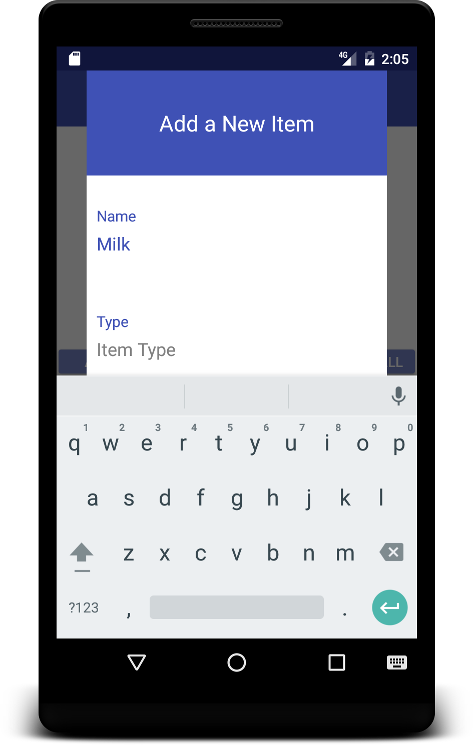 4G 2:05
Add a New Item
Name
Milk
Type
Item Type
LL
1 2 3 4 5 6 7 8 9 0
q w e r t y u i o p
a s d f g h j k l
z x c v b n m
?123 , .